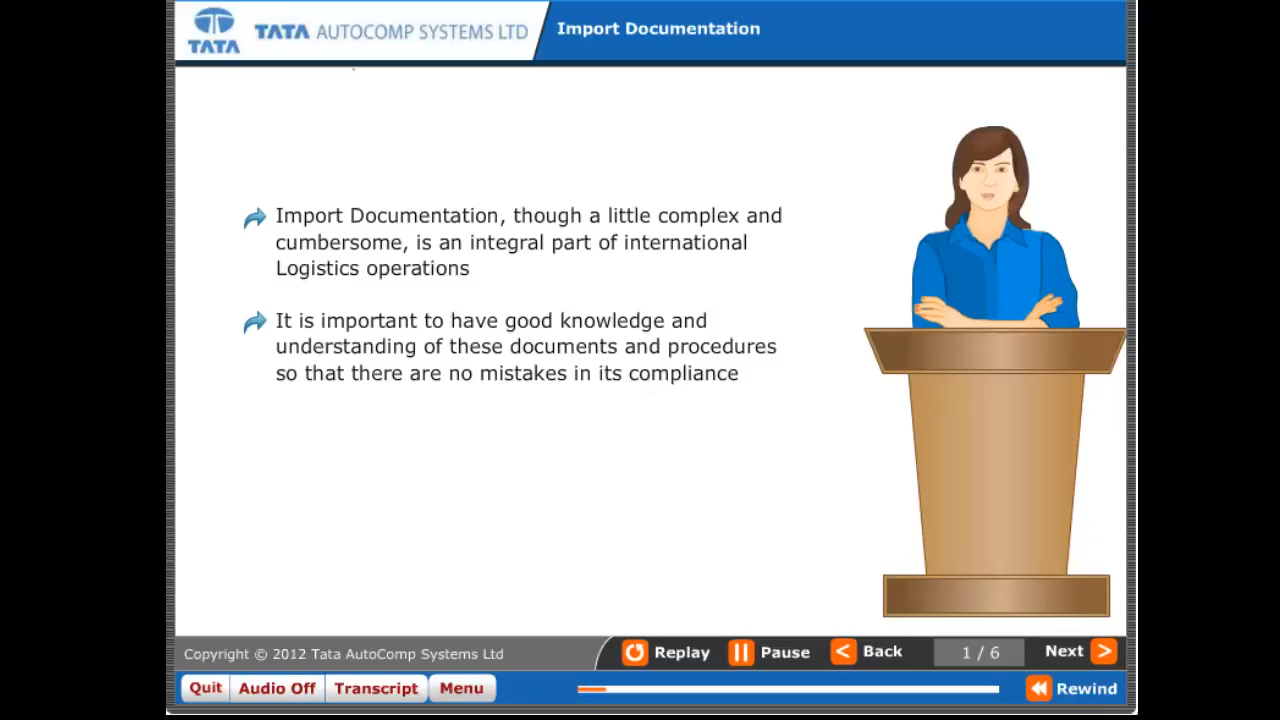 TATA
TATA AUTOCOMP SYSTEMS LTD
Import Documentation
Import Documentation, though a little complex and
cumbersome, is an integral part of international
Logistics operations
It is important to have good knowledge and
understanding of these documents and procedures
so that there are no mistakes in its complince
Copyright © 2012 Tata AutoComp Systems Ltd
Replay
Pause
Back
1 / 6
Next
Quit
Audio Off
Transcript
Menu
Rewind